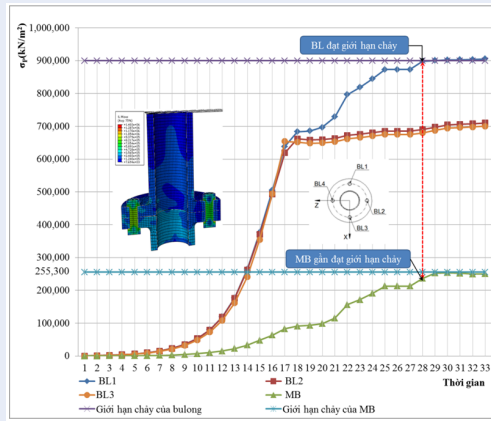 σₚ(kN/m²)
1,000,000
900,000
800,000
700,000
600,000
500,000
400,000
300,000
255,300
200,000
100,000
0
BL đạt giới hạn chảy
BL1
BL4
Z
BL2
BL3
X
MB gần đạt giới hạn chảy
1 2 3 4 5 6 7 8 9 10 11 12 13 14 15 16 17 18 19 20 21 22 23 24 25 26 27 28 29 30 31 32 33
Thời gian
BL1
BL2
BL3
MB
Giới hạn chảy của bulong
Giới hạn chảy của MB